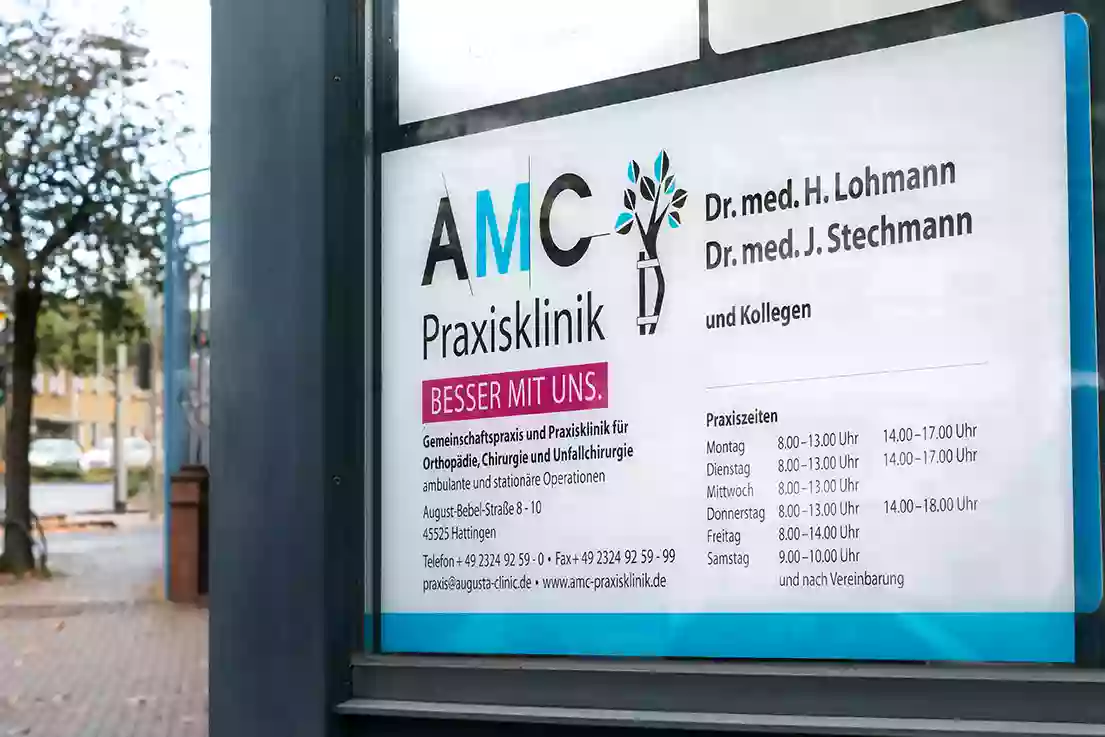 AMC
Praxisklinik
BESSER MIT UNS.
Gemeinschaftspraxis und Praxisklinik für
Orthopädie, Chirurgie und Unfallchirurgie
ambulante und stationäre Operationen
August-Bebel-Straße 8 - 10
45525 Hattingen
Telefon + 49 2324 92 59 - 0 • Fax + 49 2324 92 59 - 99
praxis@augusta-clinic.de • www.amc-praxisklinik.de
Dr. med. H. Lohmann
Dr. med. J. Stechmann
und Kollegen
Praxiszeiten
Montag 8.00–13.00 Uhr 14.00–17.00 Uhr
Dienstag 8.00–13.00 Uhr 14.00–17.00 Uhr
Mittwoch 8.00–13.00 Uhr
Donnerstag 8.00–13.00 Uhr 14.00–18.00 Uhr
Freitag 8.00–14.00 Uhr
Samstag 9.00–10.00 Uhr
und nach Vereinbarung